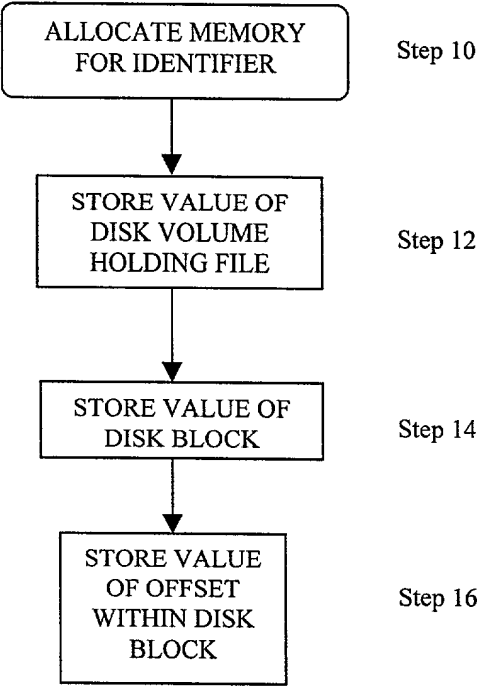 ALLOCATE MEMORY
FOR IDENTIFIER
Step 10
STORE VALUE OF
DISK VOLUME
HOLDING FILE
Step 12
STORE VALUE OF
DISK BLOCK
Step 14
STORE VALUE
OF OFFSET
WITHIN DISK
BLOCK
Step 16